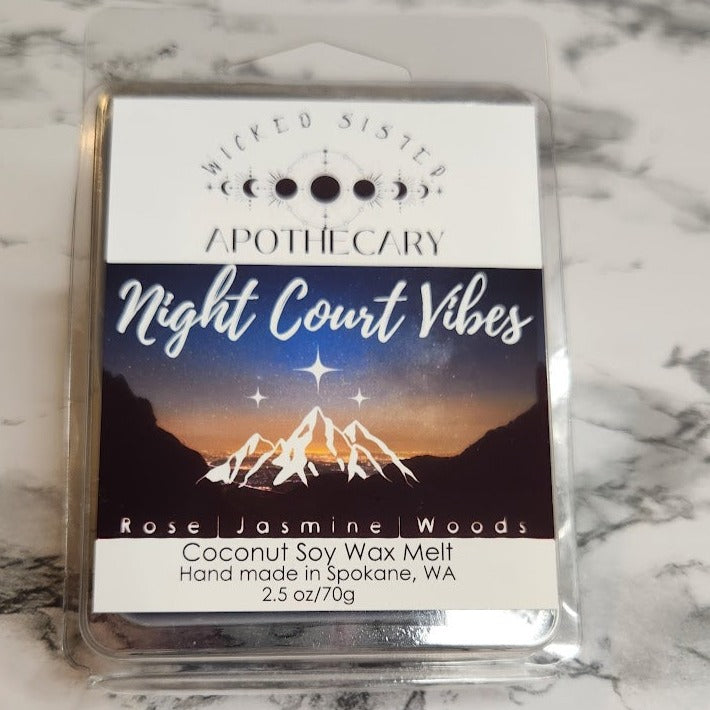 WICKED SISTER
APOTHECARY
Night Court Vibes
Rose | Jasmine | Woods
Coconut Soy Wax Melt
Hand made in Spokane, WA
2.5 oz/70g